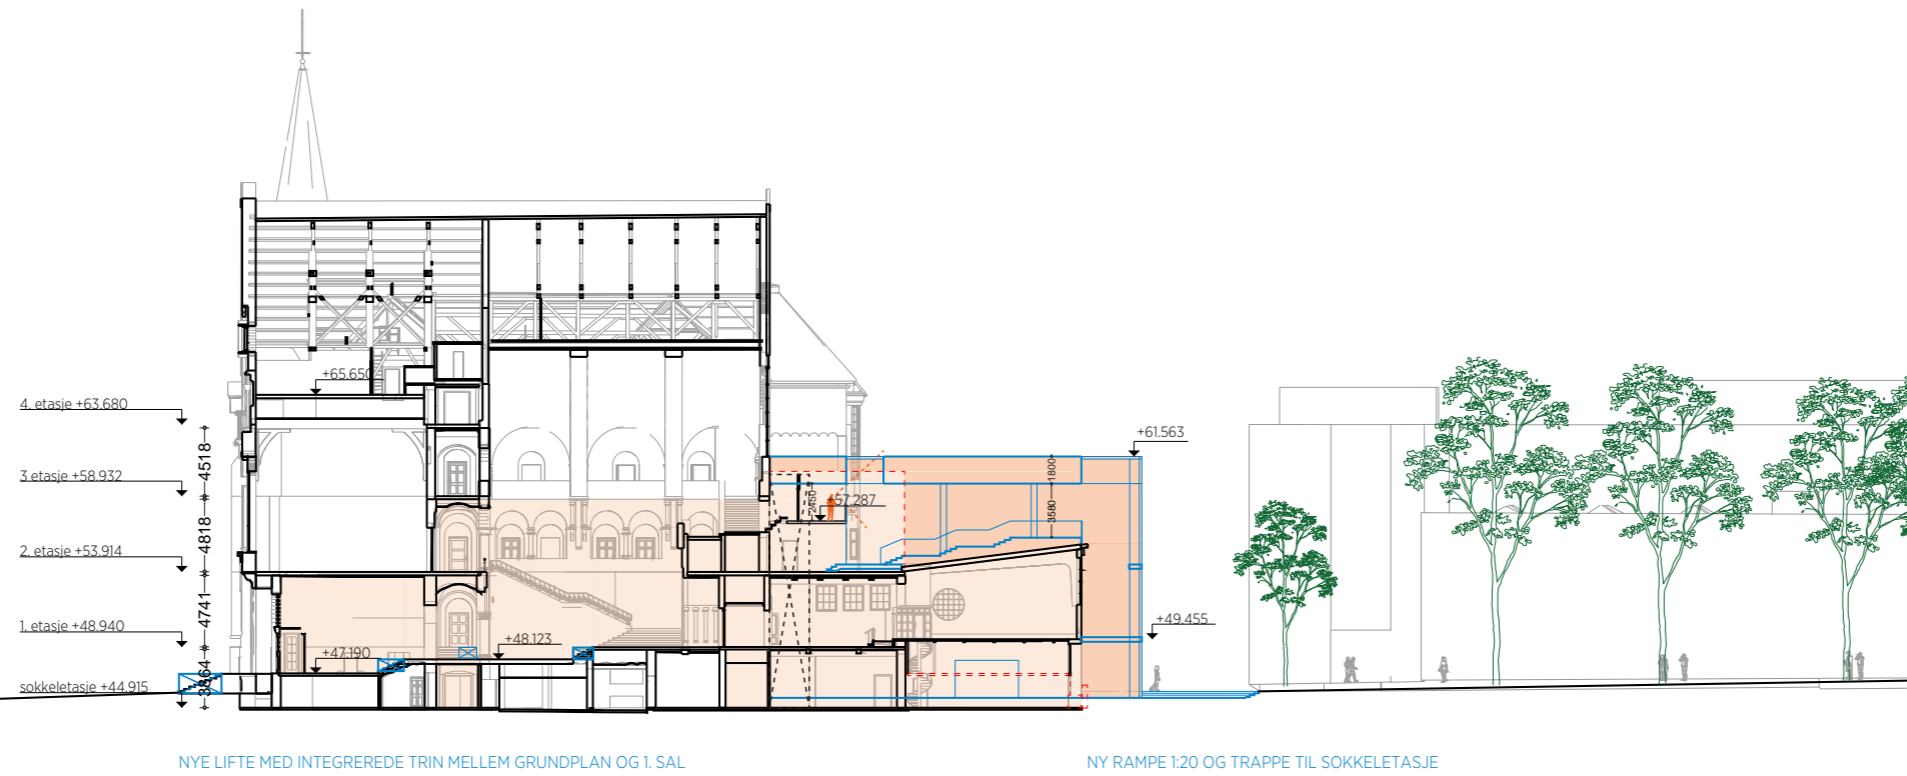 +65.650
4. etasje +63.680
+61.563
4518
1800
3 etasje +58.932
2450
+57.287
3580
4818
2. etasje +53.914
4741
+49.455
1. etasje +48.940
+48.123
+47.190
3864
sokkeletasje +44.915
NYE LIFTE MED INTEGREREDE TRIN MELLEM GRUNDPLAN OG 1. SAL
NY RAMPE 1:20 OG TRAPPE TIL SOKKELETASJE